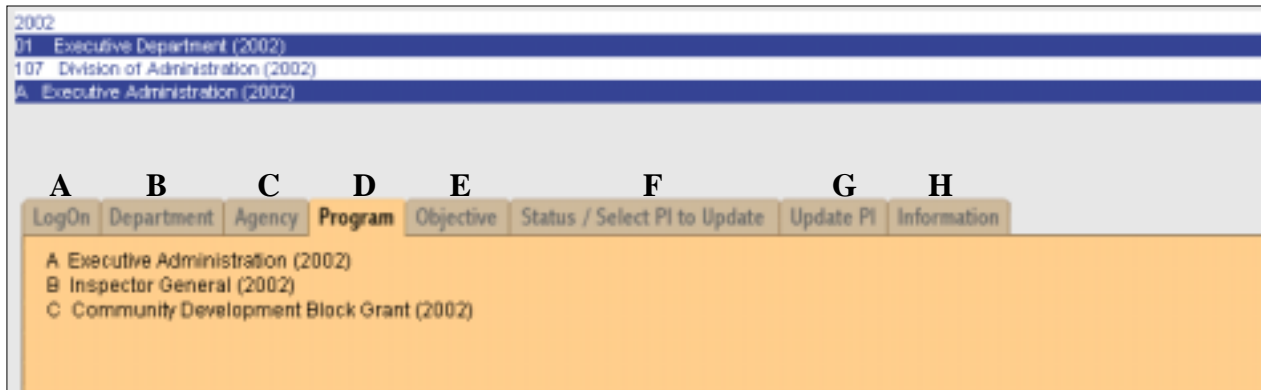 2002
01 Executive Department (2002)
107 Division of Administration (2002)
A Executive Administration (2002)
A B C D E F G H
LogOn Department Agency Program Objective Status / Select PI to Update Update PI Information
A Executive Administration (2002)
B Inspector General (2002)
C Community Development Block Grant (2002)